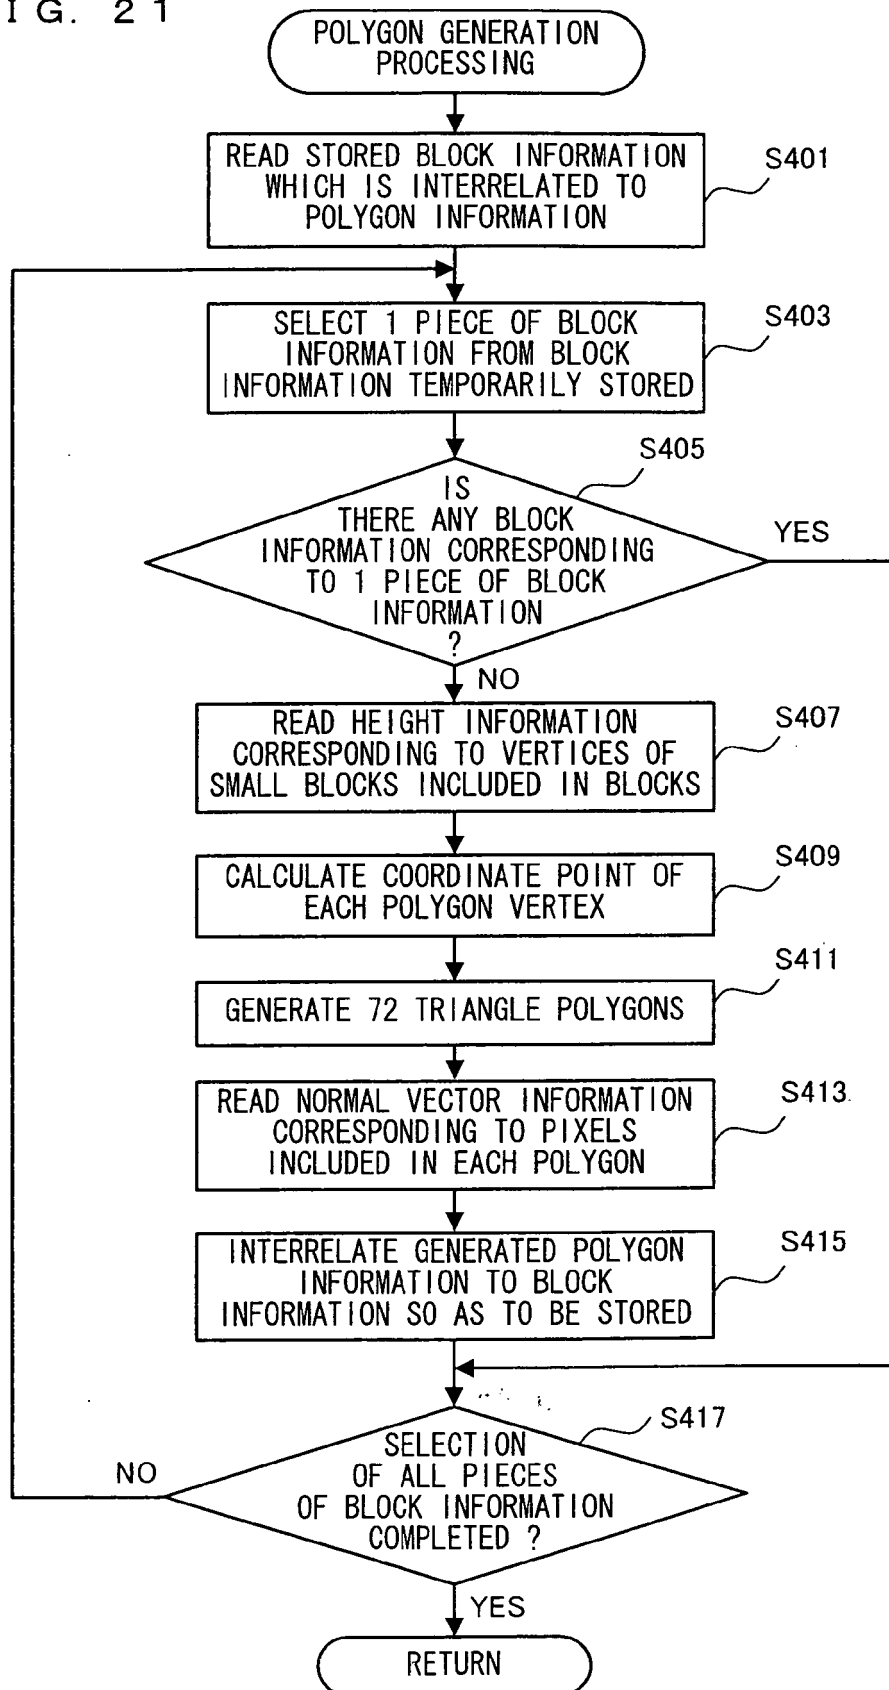 I G. 21
POLYGON GENERATION
PROCESSING
READ STORED BLOCK INFORMATION
WHICH IS INTERRELATED TO
POLYGON INFORMATION
S401
SELECT 1 PIECE OF BLOCK
INFORMATION FROM BLOCK
INFORMATION TEMPORARILY STORED
S403
S405
IS
THERE ANY BLOCK
INFORMATION CORRESPONDING
TO 1 PIECE OF BLOCK
INFORMATION
?
YES
NO
READ HEIGHT INFORMATION
CORRESPONDING TO VERTICES OF
SMALL BLOCKS INCLUDED IN BLOCKS
S407
CALCULATE COORDINATE POINT OF
EACH POLYGON VERTEX
S409
GENERATE 72 TRIANGLE POLYGONS
S411
READ NORMAL VECTOR INFORMATION
CORRESPONDING TO PIXELS
INCLUDED IN EACH POLYGON
S413
INTERRELATE GENERATED POLYGON
INFORMATION TO BLOCK
INFORMATION SO AS TO BE STORED
S415
S417
SELECTION
OF ALL PIECES
OF BLOCK INFORMATION
COMPLETED ?
NO
YES
RETURN